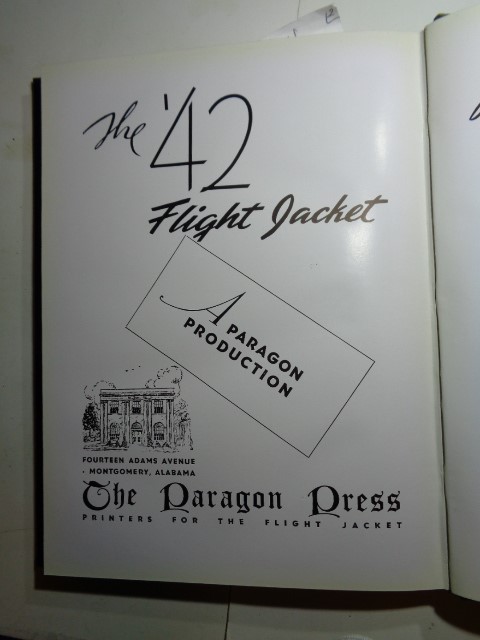 The '42
Flight Jacket
A PARAGON
PRODUCTION
FOURTEEN ADAMS AVENUE
- MONTGOMERY, ALABAMA
The Paragon Press
PRINTERS FOR THE FLIGHT JACKET